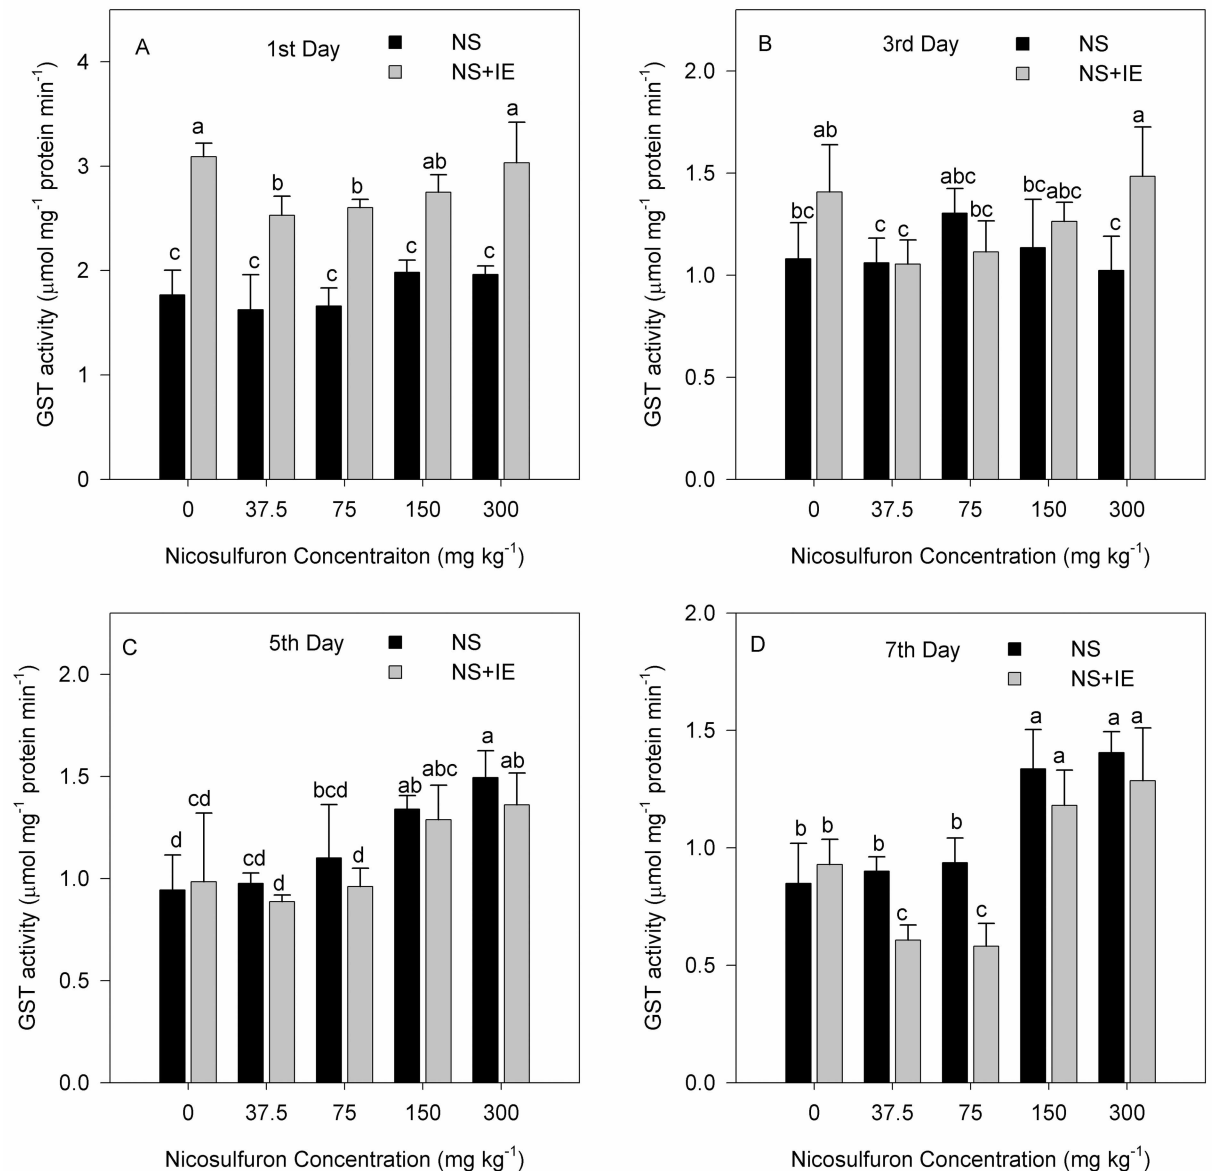 A
1st Day
NS
NS+IE
GST activity (μmol mg-1 protein min-1)
4
3
2
1
0
a
a
ab
b
b
c
c
c
c
c
0 37.5 75 150 300
Nicosulfuron Concentraiton (mg kg-1)
B
3rd Day
NS
NS+IE
GST activity (μmol mg-1 protein min-1)
2.0
1.5
1.0
0.5
0.0
bc
ab
c
c
abc
bc
bc
abc
c
a
0 37.5 75 150 300
Nicosulfuron Concentration (mg kg-1)
C
5th Day
NS
NS+IE
GST activity (μmol mg-1 protein min-1)
2.0
1.5
1.0
0.5
0.0
d
cd
cd
d
bcd
d
ab
abc
a
ab
0 37.5 75 150 300
Nicosulfuron Concentration (mg kg-1)
D
7th Day
NS
NS+IE
GST activity (μmol mg-1 protein min-1)
2.0
1.5
1.0
0.5
0.0
b
b
b
c
b
c
a
a
a
a
0 37.5 75 150 300
Nicosulfuron Concentration (mg kg-1)